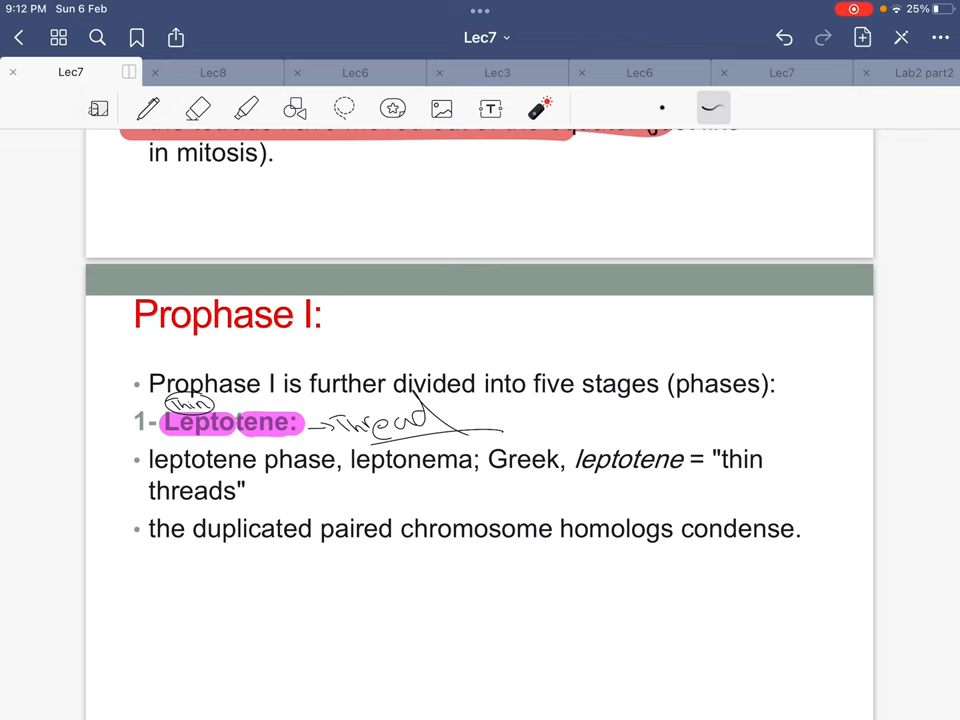 9:12 PM Sun 6 Feb
25%
Lec7
Lec7
Lec8
Lec6
Lec3
Lec6
Lec7
Lab2 part2
in mitosis).
Prophase I:
• Prophase I is further divided into five stages (phases):
Thin
1- Leptotene: → Thread
• leptotene phase, leptonema; Greek, leptotene = "thin
threads"
• the duplicated paired chromosome homologs condense.